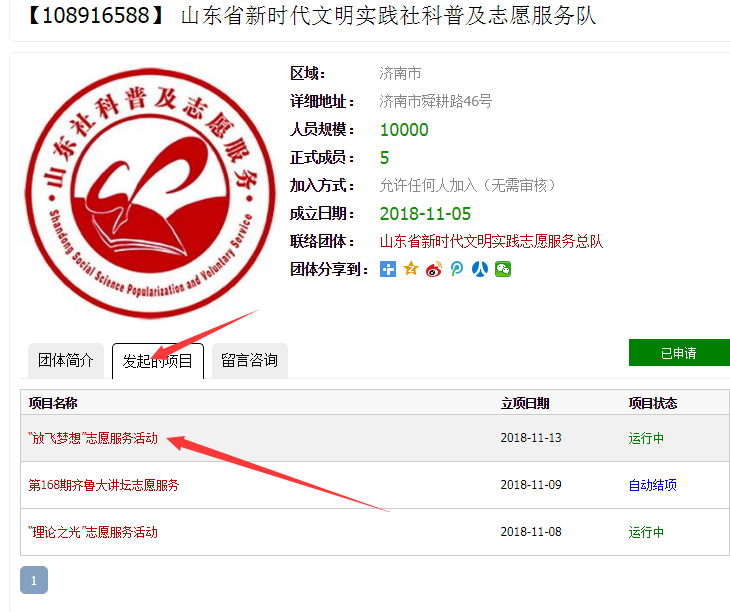 【108916588】 山东省新时代文明实践社科普及志愿服务队
山东社科普及志愿服务
Shandong Social Science Popularization and Voluntary Service
区域： 济南市
详细地址： 济南市舜耕路46号
人员规模： 10000
正式成员： 5
加入方式： 允许任何人加入（无需审核）
成立日期： 2018-11-05
联络团体： 山东省新时代文明实践志愿服务总队
团体分享到：
团体简介 发起的项目 留言咨询 已申请
项目名称 立项日期 项目状态
“放飞梦想”志愿服务活动 2018-11-13 运行中
第168期齐鲁大讲坛志愿服务 2018-11-09 自动结项
“理论之光”志愿服务活动 2018-11-08 运行中
1